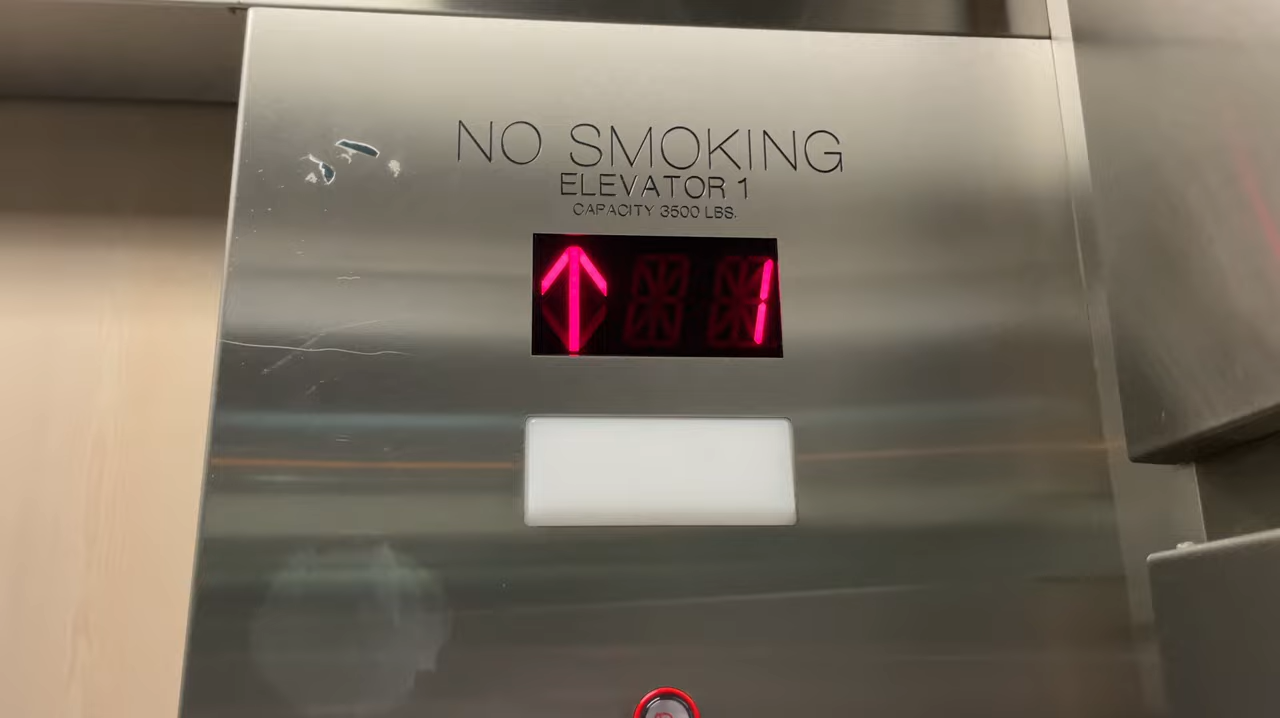 NO SMOKING
ELEVATOR 1
CAPACITY 3500 LBS.
↑ 1